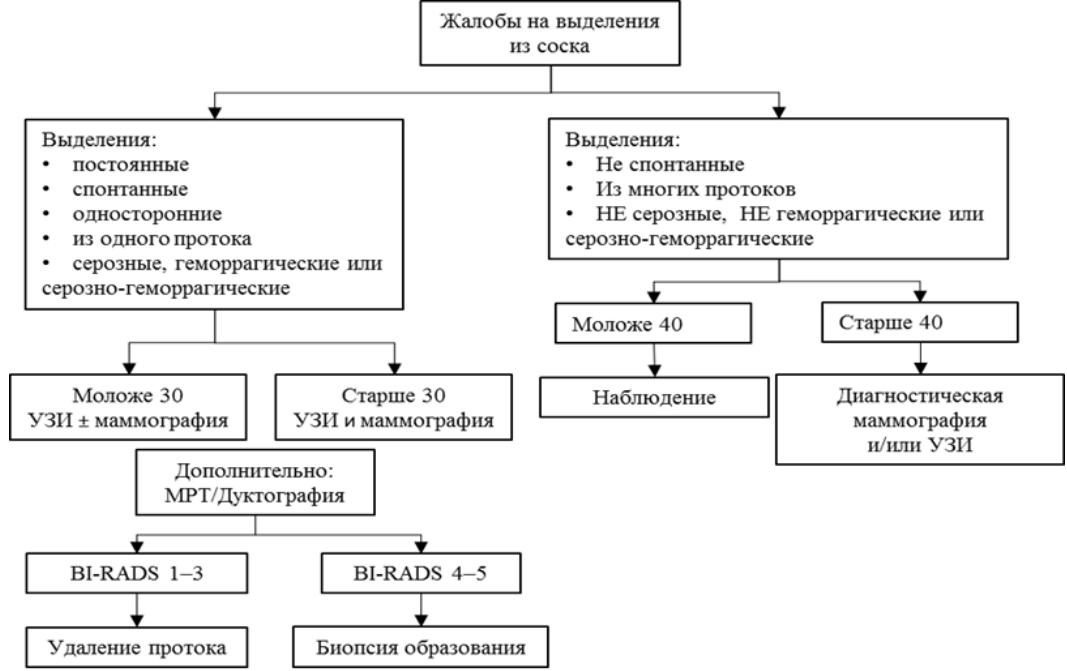 Жалобы на выделения
из соска
Выделения:
• постоянные
• спонтанные
• односторонние
• из одного протока
• серозные, геморрагические или
серозно-геморрагические
Выделения:
• Не спонтанные
• Из многих протоков
• НЕ серозные, НЕ геморрагические или
серозно-геморрагические
Моложе 30
УЗИ ± маммография
Старше 30
УЗИ и маммография
Моложе 40
Старше 40
Наблюдение
Диагностическая
маммография
и/или УЗИ
Дополнительно:
МРТ/Дуктография
BI-RADS 1–3
BI-RADS 4–5
Удаление протока
Биопсия образования